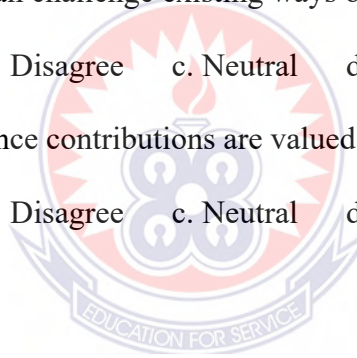 challenge existing ways
Disagree c. Neutral d
contributions are valued
Disagree c. Neutral d
EDUCATION FOR SERVICE